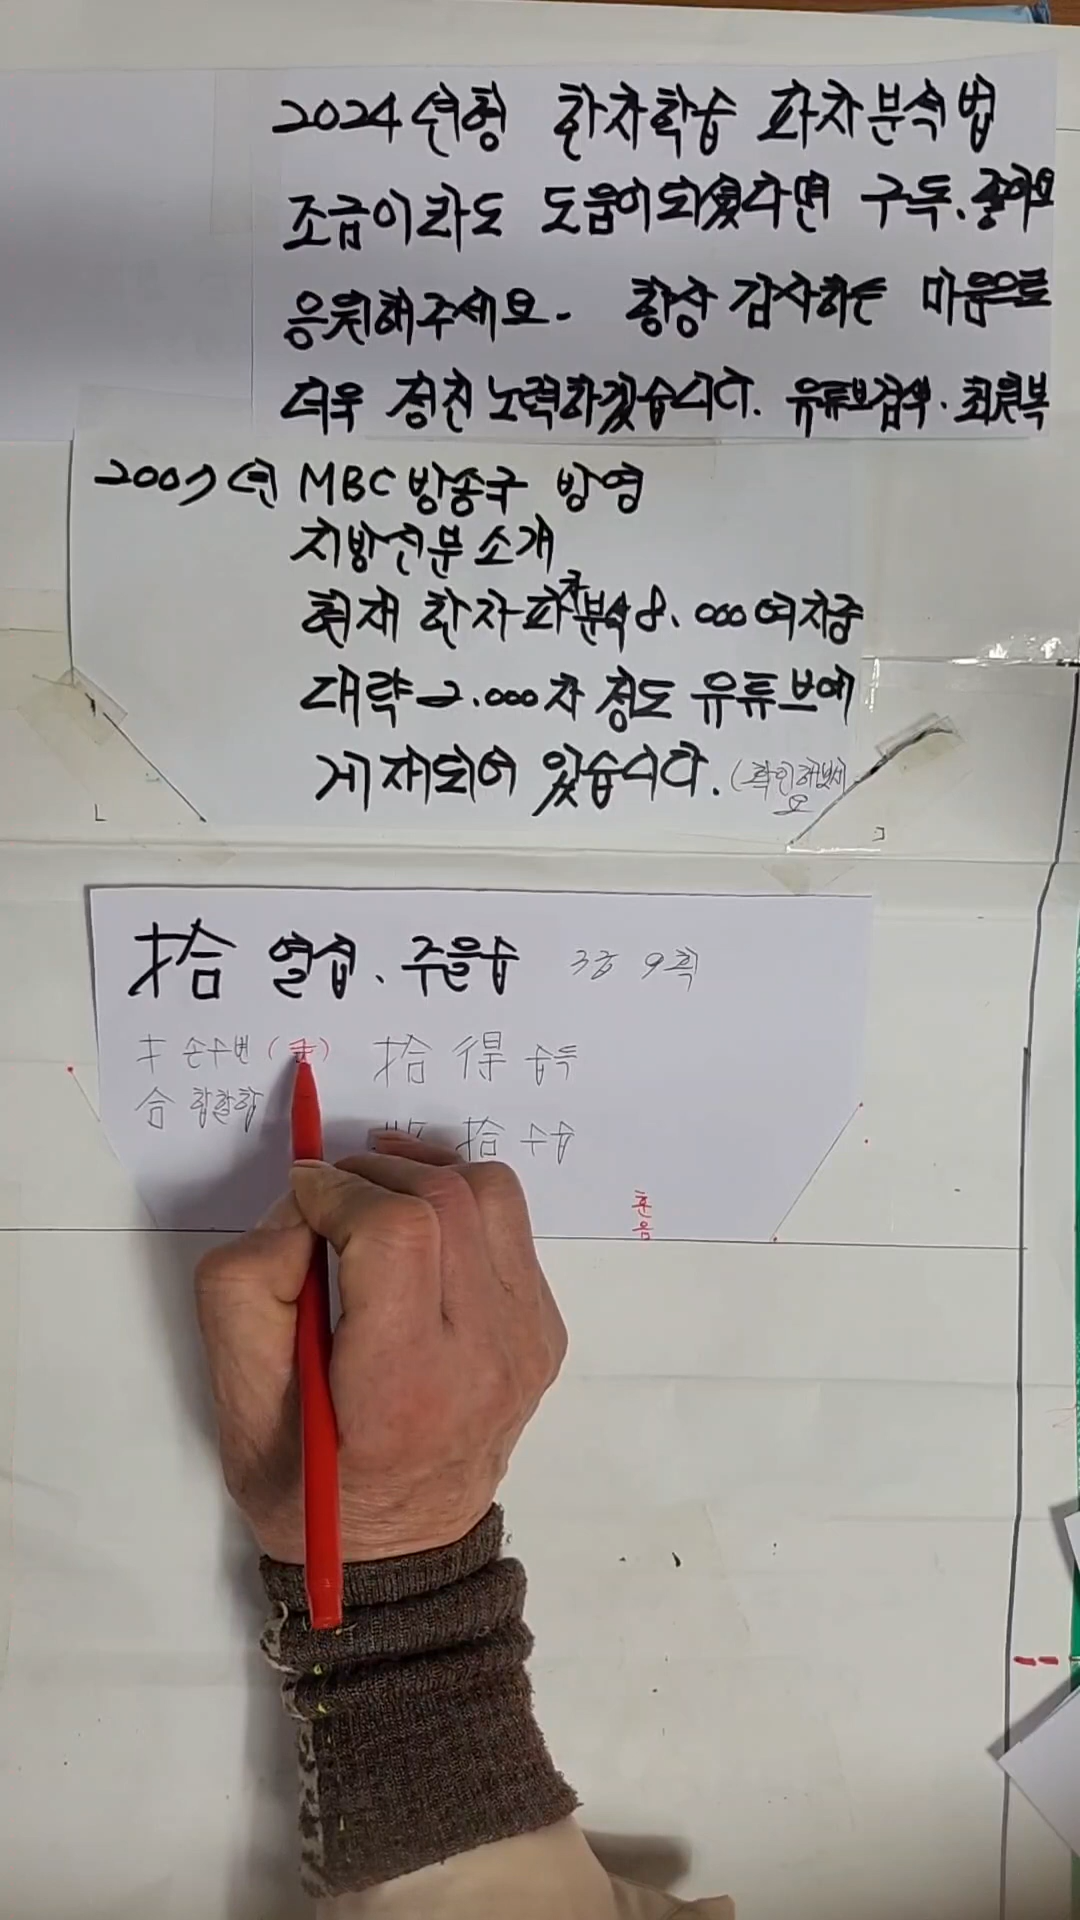 2024년형 한자학습 파자분석법
조금이라도 도움이되셨다면 구독.좋아요
응원해주세요. 항상 감사하는 마음으로
더욱 정진 노력하겠습니다. 유튜브검색. 최원복
2007년 MBC 방송국 방영
지방신문 소개
현재 한자파자분석 8.000여자중
대략 2.000자 정도 유튜브에
게재되어 있습니다. (확인해보세요
拾 열십、주을습 3급 9획
扌 손수변 (手) 拾得 습득
合 합할합 拾 수습
훈음